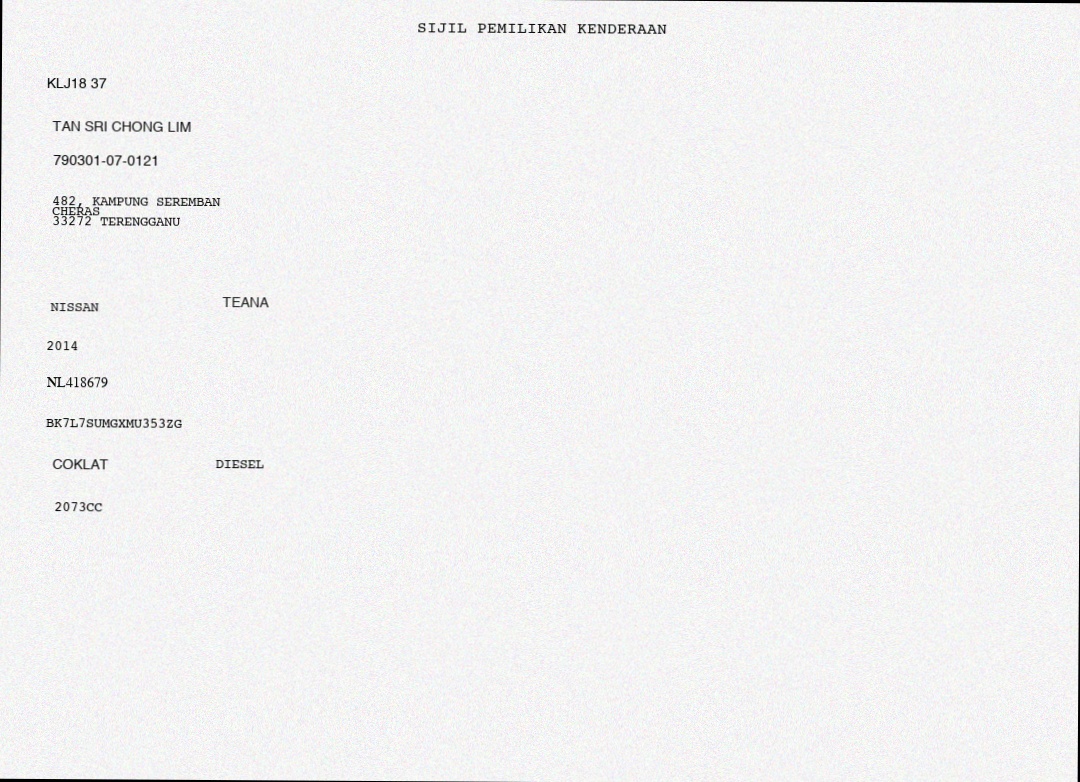 SIJIL PEMILIKAN KENDERAAN
KLJ18 37
TAN SRI CHONG LIM
790301-07-0121
482, KAMPUNG SEREMBAN
CHERAS
33272 TERENGGANU
NISSAN TEANA
2014
NL418679
BK7L7SUMGXMU353ZG
COKLAT DIESEL
2073CC